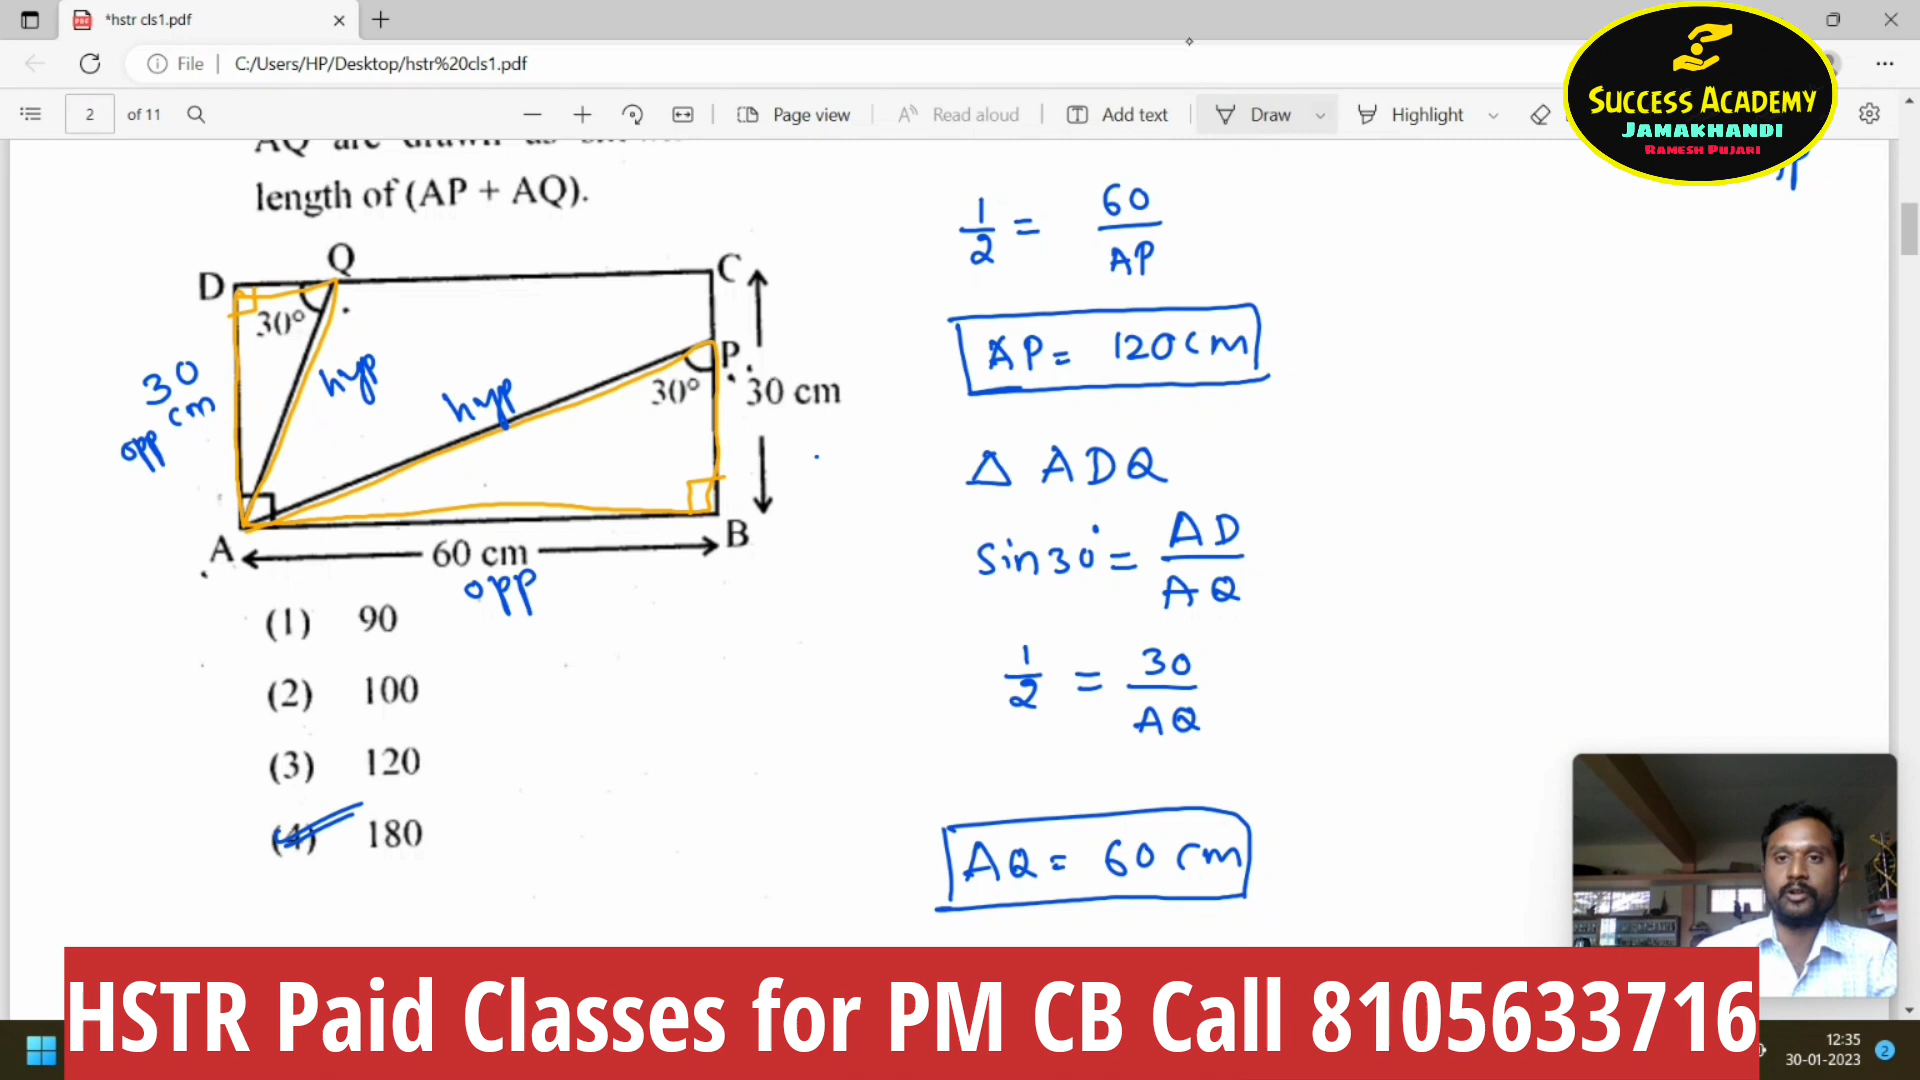 *hstr cls1.pdf
File
C:/Users/HP/Desktop/hstr%20cls1.pdf
2 of 11
Page view
Read aloud
Add text
Draw
Highlight
SUCCESS ACADEMY
JAMAKHANDI
RAMESH PUJARI
length of (AP + AQ).
D Q C
30°
30 cm
opp
hyp
hyp
P
30°
30 cm
A B
60 cm
opp
(1) 90
(2) 100
(3) 120
(4) 180
1/2 = 60/AP
AP = 120cm
△ ADQ
Sin30° = AD/AQ
1/2 = 30/AQ
AQ = 60 cm
HSTR Paid Classes for PM CB Call 8105633716
12:35
30-01-2023
2